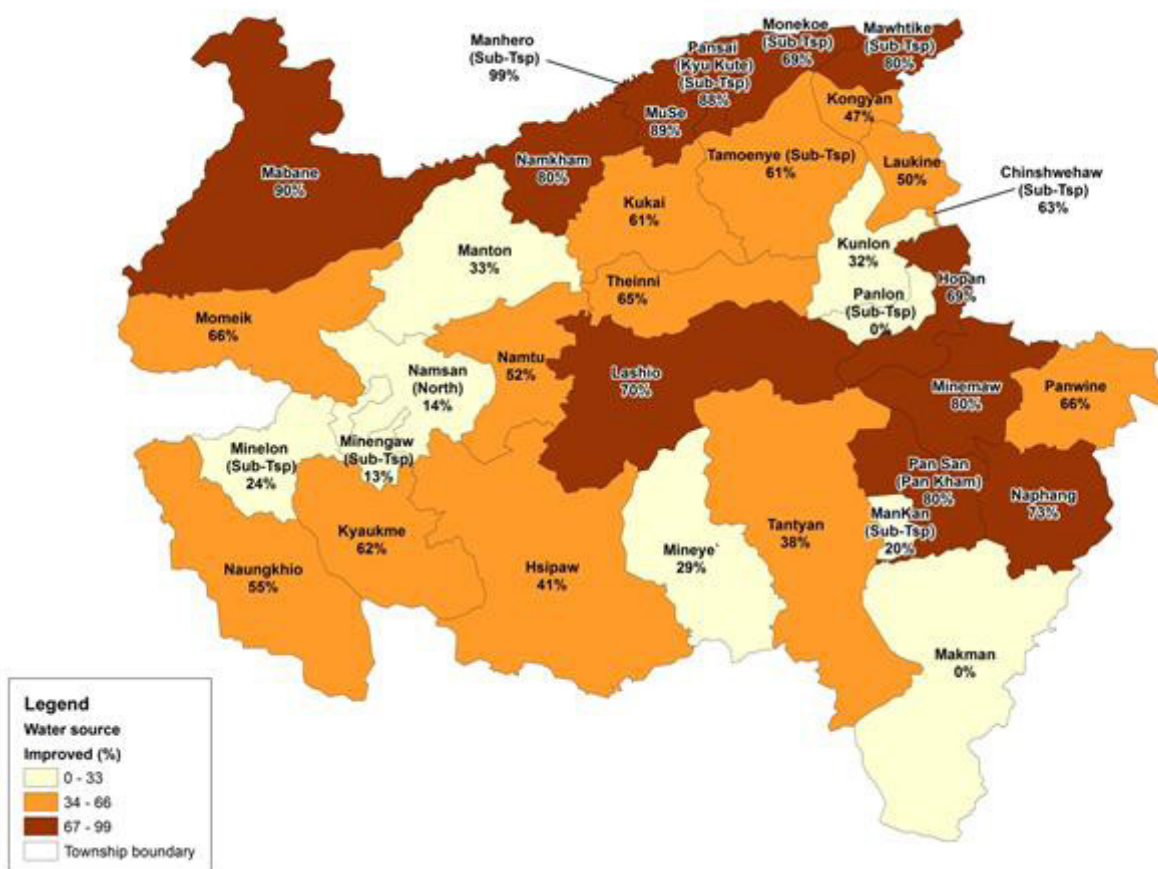 Manhero
(Sub-Tsp)
99%
Pansai
(Kyu Kute)
(Sub-Tsp)
88%
Monekoe
(Sub-Tsp)
69%
Mawhtike
(Sub-Tsp)
80%
MuSe
89%
Kongyan
47%
Mabane
90%
Namkham
80%
Tamoenye (Sub-Tsp)
61%
Laukine
50%
Chinshwehaw
(Sub-Tsp)
63%
Kukai
61%
Manton
33%
Kunlon
32%
Theinni
65%
Panlon
(Sub-Tsp)
0%
Hopan
69%
Momeik
66%
Namtu
52%
Namsan
(North)
14%
Lashio
70%
Minemaw
80%
Panwine
66%
Minelon
(Sub-Tsp)
24%
Minengaw
(Sub-Tsp)
13%
Pan San
(Pan Kham)
80%
Naphang
73%
ManKan
(Sub-Tsp)
20%
Kyaukme
62%
Tantyan
38%
Mineye`
29%
Naungkhio
55%
Hsipaw
41%
Makman
0%
Legend
Water source
Improved (%)
0 - 33
34 - 66
67 - 99
Township boundary